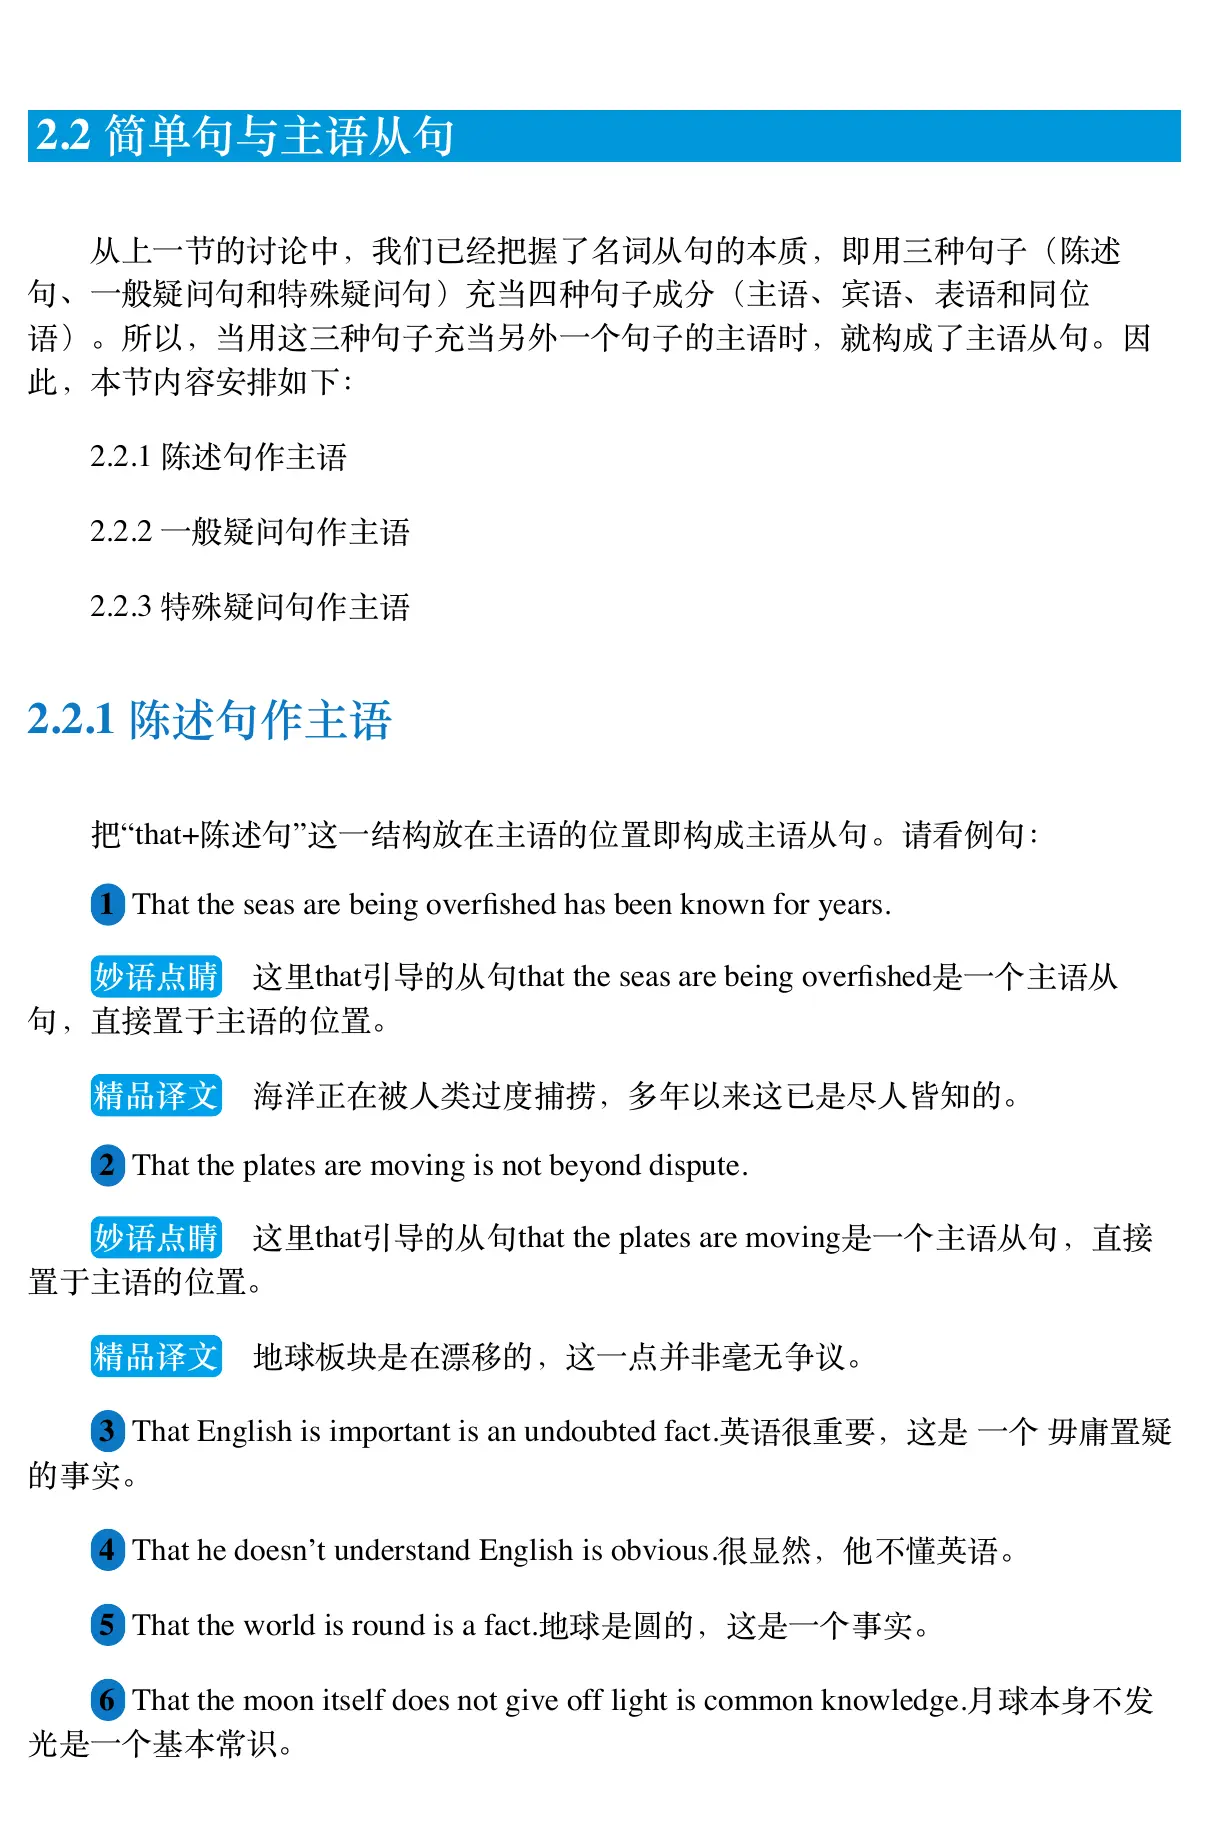 2.2 简单句与主语从句
从上一节的讨论中，我们已经把握了名词从句的本质，即用三种句子（陈述
句、一般疑问句和特殊疑问句）充当四种句子成分（主语、宾语、表语和同位
语）。所以，当用这三种句子充当另外一个句子的主语时，就构成了主语从句。因
此，本节内容安排如下：
2.2.1 陈述句作主语
2.2.2 一般疑问句作主语
2.2.3 特殊疑问句作主语
2.2.1 陈述句作主语
把“that+陈述句”这一结构放在主语的位置即构成主语从句。请看例句：
1 That the seas are being overfished has been known for years.
妙语点睛 这里that引导的从句that the seas are being overfished是一个主语从
句，直接置于主语的位置。
精品译文 海洋正在被人类过度捕捞，多年以来这已是尽人皆知的。
2 That the plates are moving is not beyond dispute.
妙语点睛 这里that引导的从句that the plates are moving是一个主语从句，直接
置于主语的位置。
精品译文 地球板块是在漂移的，这一点并非毫无争议。
3 That English is important is an undoubted fact.英语很重要，这是 一个 毋庸置疑
的事实。
4 That he doesn’t understand English is obvious.很显然，他不懂英语。
5 That the world is round is a fact.地球是圆的，这是一个事实。
6 That the moon itself does not give off light is common knowledge.月球本身不发
光是一个基本常识。